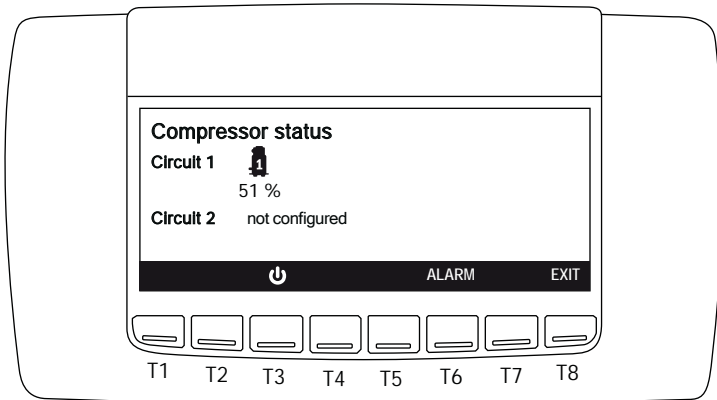 Compressor status
Circuit 1 1
51 %
Circuit 2 not configured
ALARM EXIT
T1 T2 T3 T4 T5 T6 T7 T8